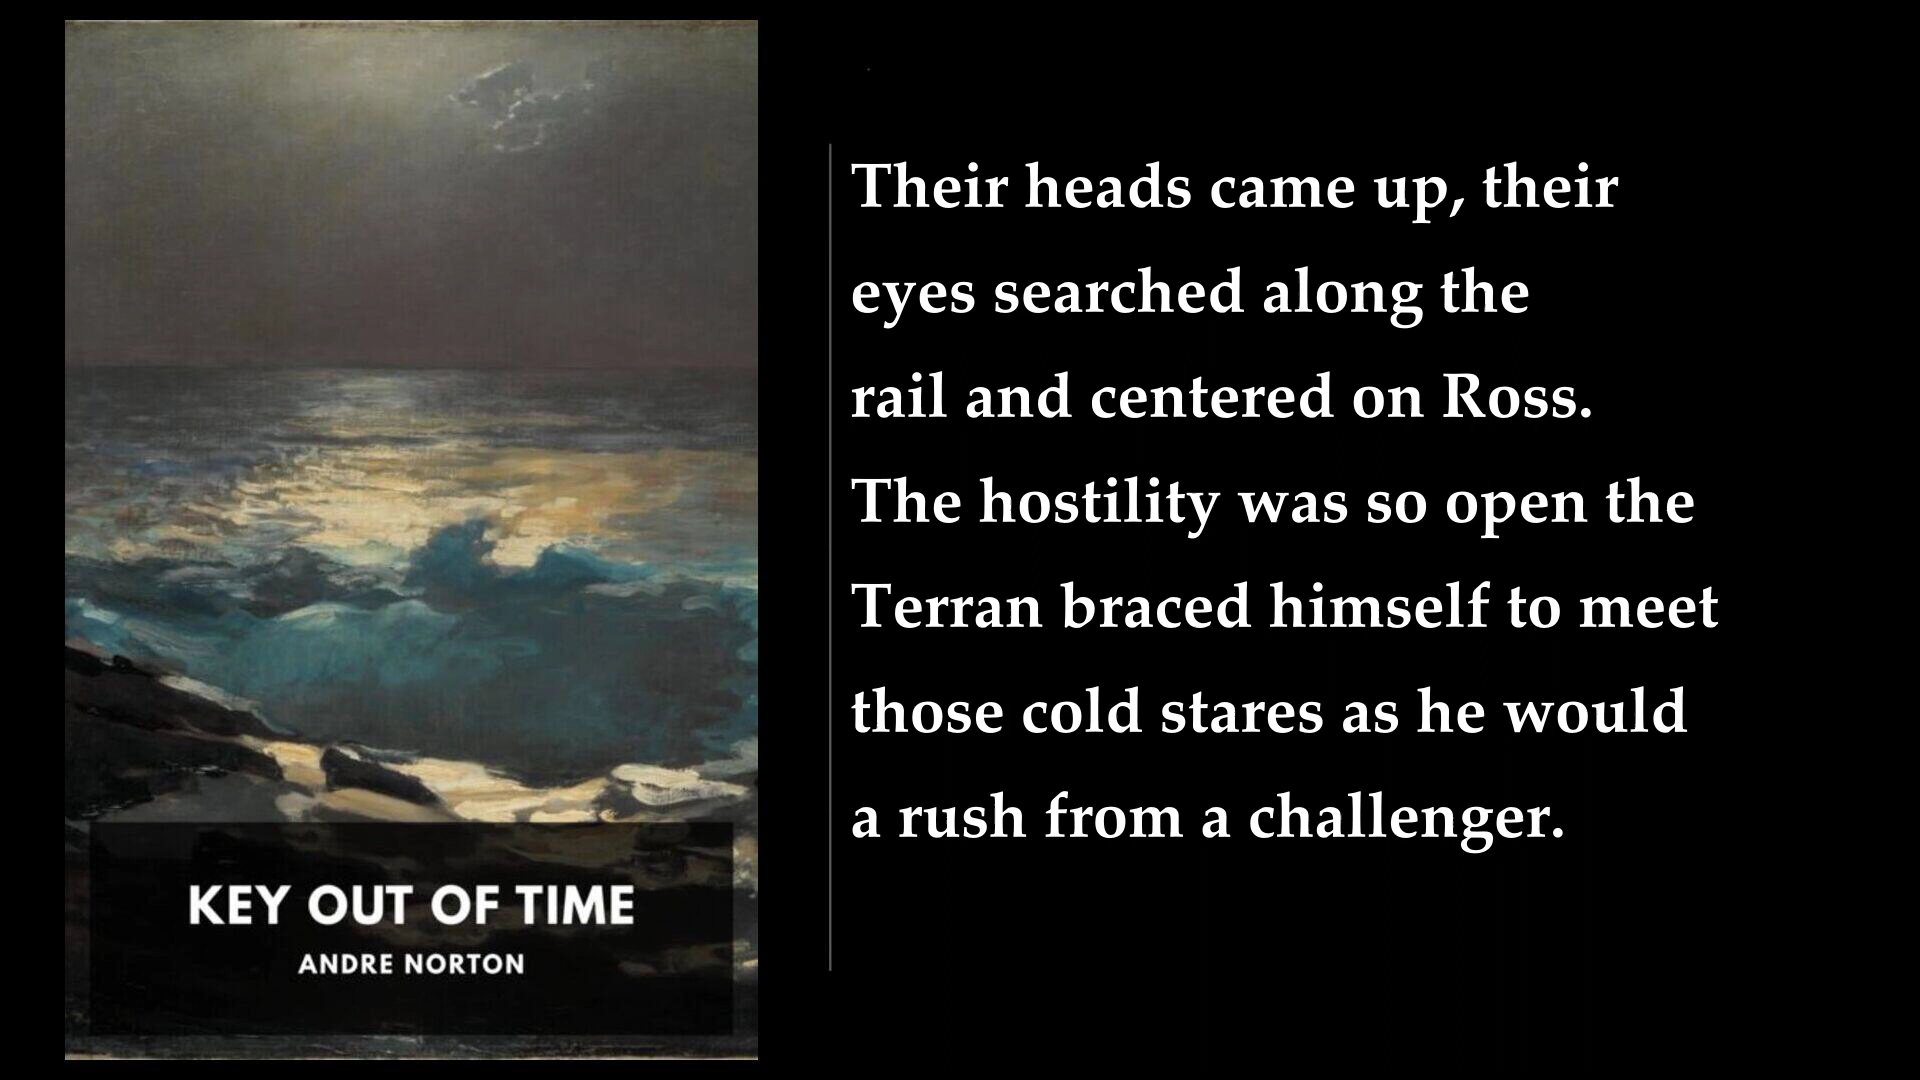 KEY OUT OF TIME
ANDRE NORTON
Their heads came up, their
eyes searched along the
rail and centered on Ross.
The hostility was so open the
Terran braced himself to meet
those cold stares as he would
a rush from a challenger.